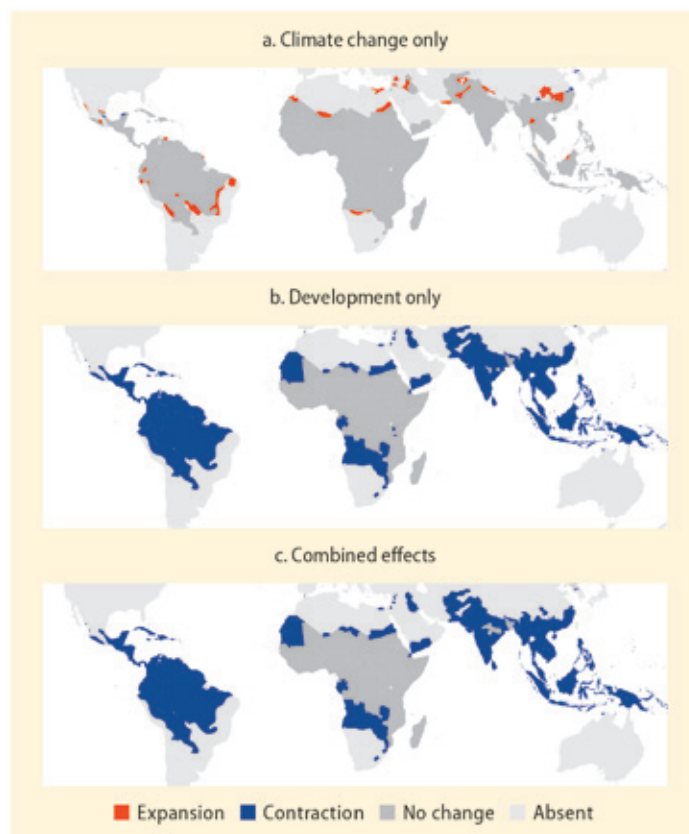 a. Climate change only
b. Development only
c. Combined effects
Expansion Contraction No change Absent